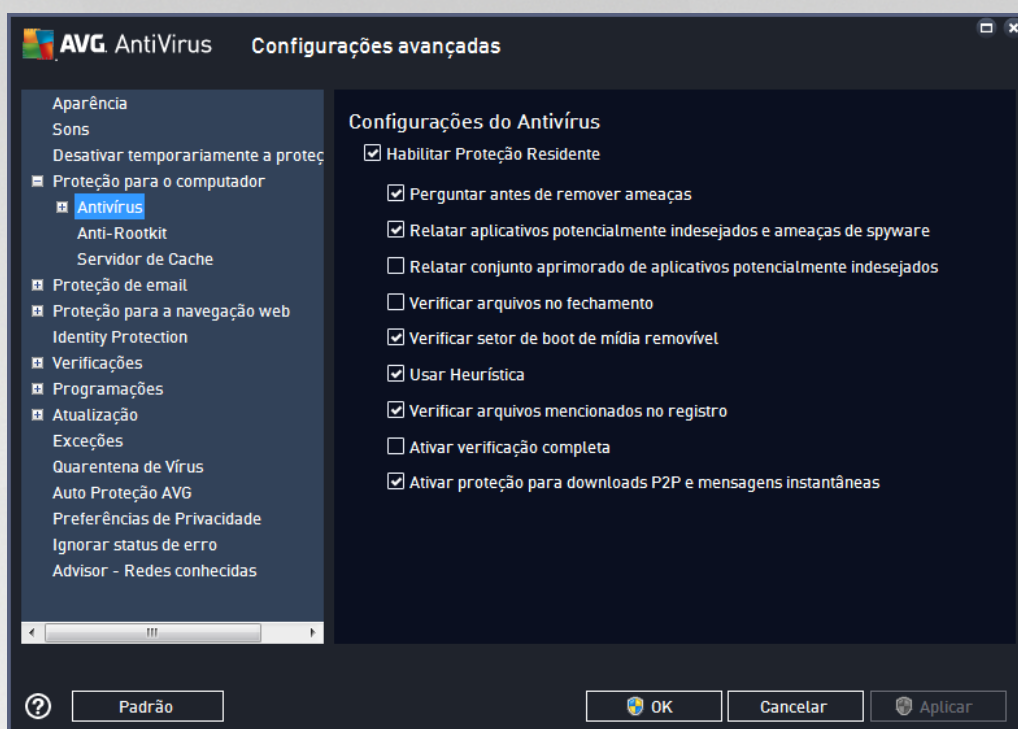 AVG. AntiVirus Configurações avançadas
Aparência
Sons
Desativar temporariamente a proteç
Proteção para o computador
Antivírus
Anti-Rootkit
Servidor de Cache
Proteção de email
Proteção para a navegação web
Identity Protection
Verificações
Programações
Atualização
Exceções
Quarentena de Vírus
Auto Proteção AVG
Preferências de Privacidade
Ignorar status de erro
Advisor - Redes conhecidas
Configurações do Antivírus
Habilitar Proteção Residente
Perguntar antes de remover ameaças
Relatar aplicativos potencialmente indesejados e ameaças de spyware
Relatar conjunto aprimorado de aplicativos potencialmente indesejados
Verificar arquivos no fechamento
Verificar setor de boot de mídia removível
Usar Heurística
Verificar arquivos mencionados no registro
Ativar verificação completa
Ativar proteção para downloads P2P e mensagens instantâneas
? Padrão OK Cancelar Aplicar